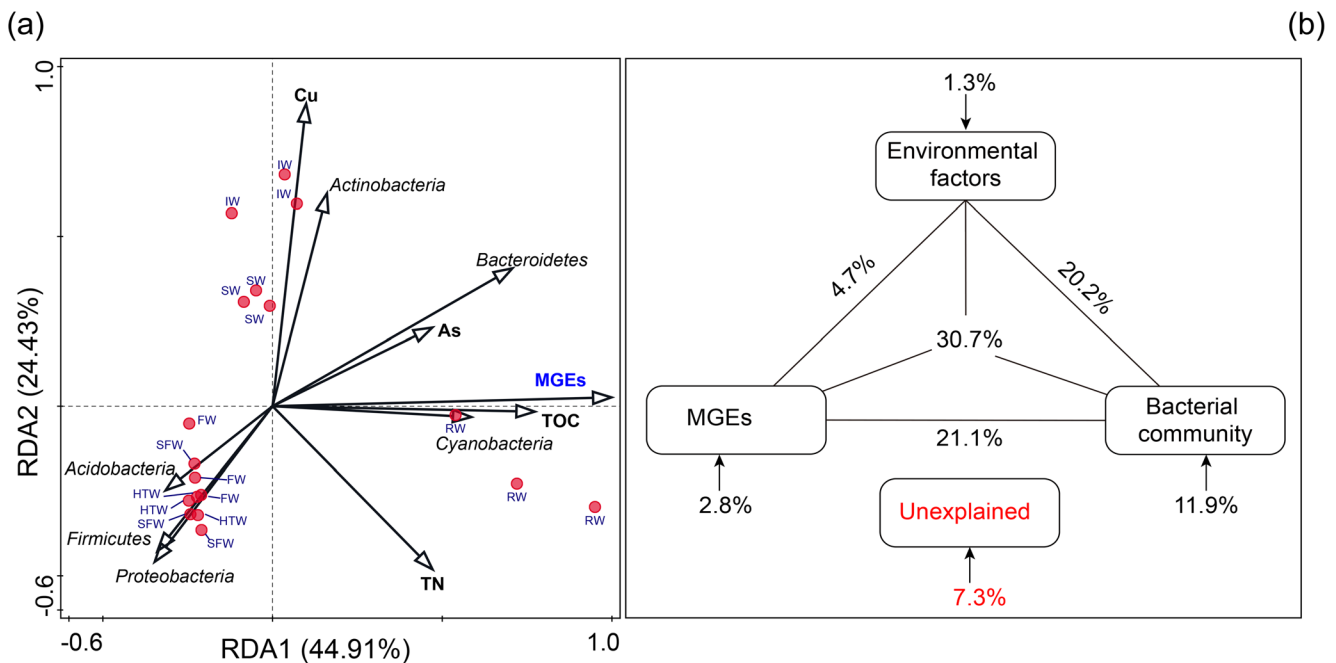 (a)
(b)
1.0
RDA2 (24.43%)
-0.6
-0.6
RDA1 (44.91%)
1.0
Cu
IW
IW
IW
Actinobacteria
SW
SW
SW
Bacteroidetes
As
MGEs
TOC
RW
Cyanobacteria
FW
SFW
Acidobacteria
FW
HTW
FW
HTW
SFW
HTW
Firmicutes
SFW
Proteobacteria
RW
RW
TN
1.3%
Environmental
factors
4.7%
20.2%
30.7%
MGEs
Bacterial
community
21.1%
2.8%
11.9%
Unexplained
7.3%